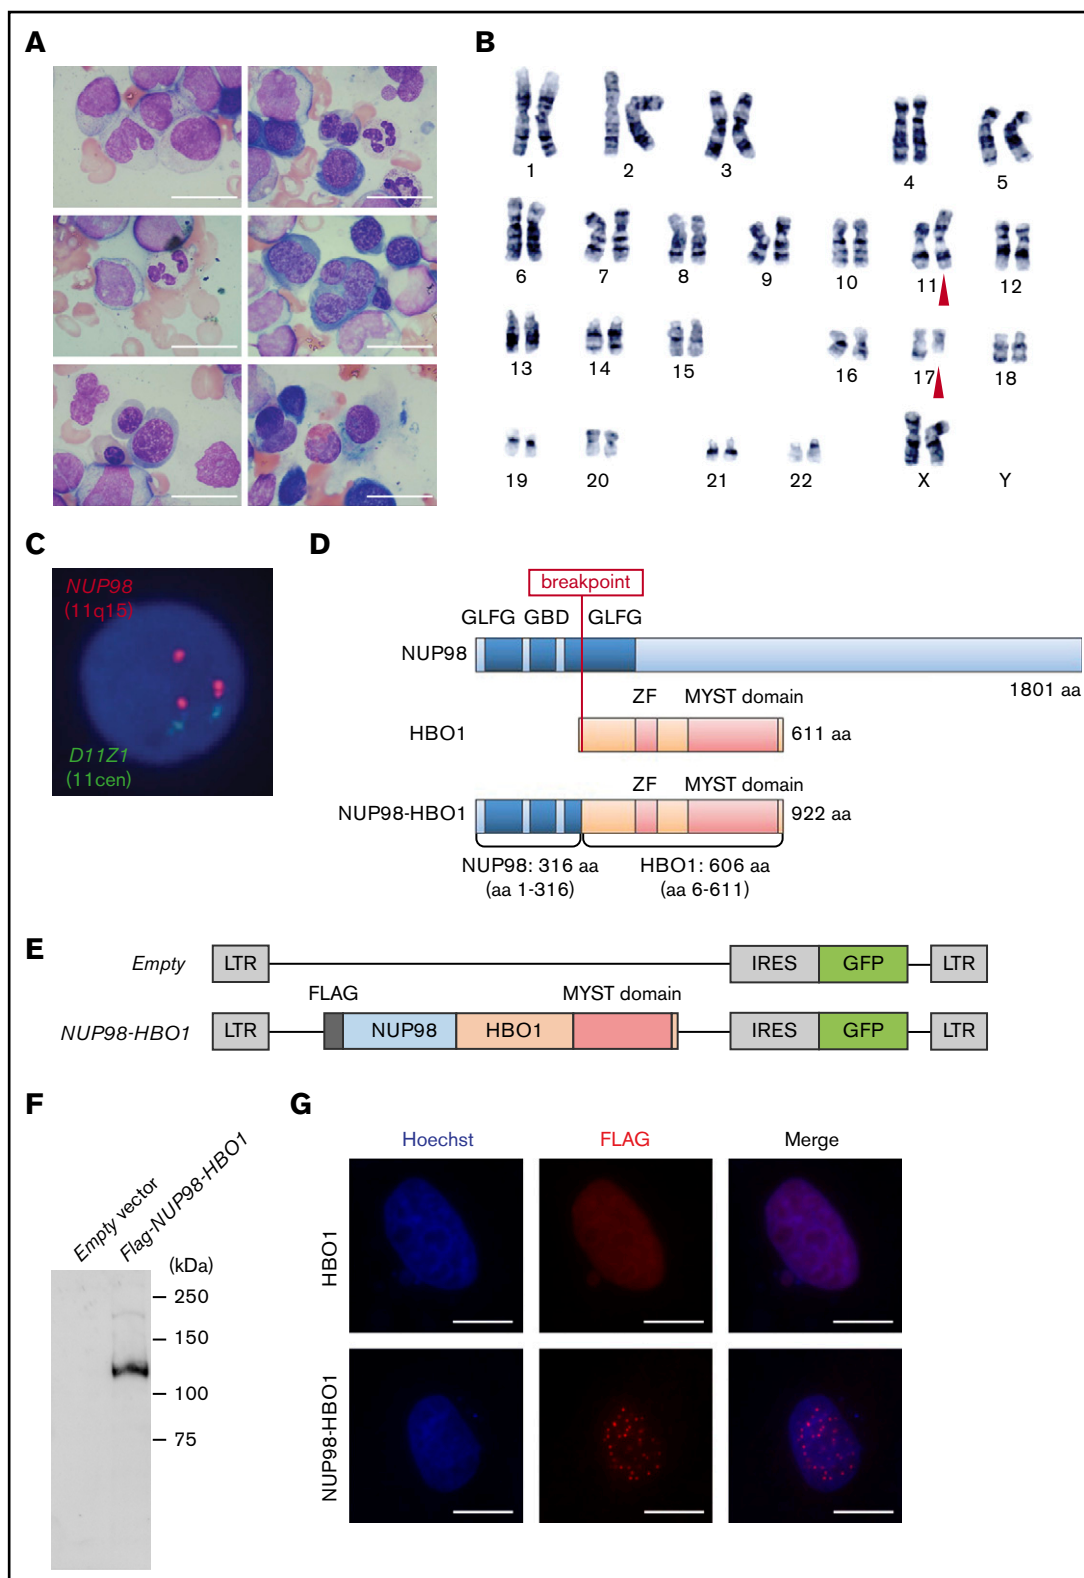 A
B
1 2 3 4 5
6 7 8 9 10 11 12
13 14 15 16 17 18
19 20 21 22 X Y
C
NUP98
(11q15)
D11Z1
(11cen)
D
breakpoint
GLFG GBD GLFG
NUP98
1801 aa
ZF MYST domain
HBO1 611 aa
ZF MYST domain
NUP98-HBO1 922 aa
NUP98: 316 aa HBO1: 606 aa
(aa 1-316) (aa 6-611)
E
Empty LTR IRES GFP LTR
FLAG MYST domain
NUP98-HBO1 LTR NUP98 HBO1 IRES GFP LTR
F
Empty vector
Flag-NUP98-HBO1
(kDa)
250
150
100
75
G
Hoechst FLAG Merge
HBO1
NUP98-HBO1